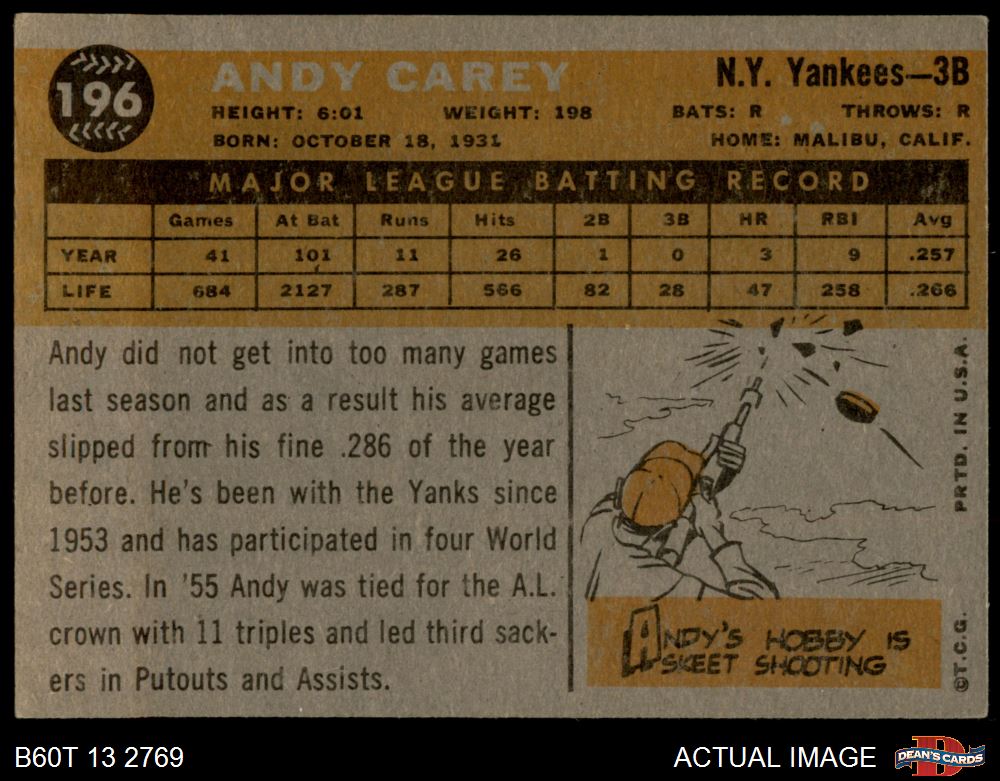 196
ANDY CAREY
N.Y. Yankees—3B
HEIGHT: 6:01 WEIGHT: 198 BATS: R THROWS: R
BORN: OCTOBER 18, 1931 HOME: MALIBU, CALIF.
MAJOR LEAGUE BATTING RECORD
Games At Bat Runs Hits 2B 3B HR RBI Avg
YEAR 41 101 11 26 1 0 3 9 .257
LIFE 684 2127 287 566 82 28 47 258 .266
Andy did not get into too many games
last season and as a result his average
slipped from his fine .286 of the year
before. He's been with the Yanks since
1953 and has participated in four World
Series. In '55 Andy was tied for the A.L.
crown with 11 triples and led third sack-
ers in Putouts and Assists.
ANDY'S HOBBY IS
SKEET SHOOTING
PRTD. IN U.S.A.
©T.C.G.
B60T 13 2769
ACTUAL IMAGE
D
DEAN'S CARDS